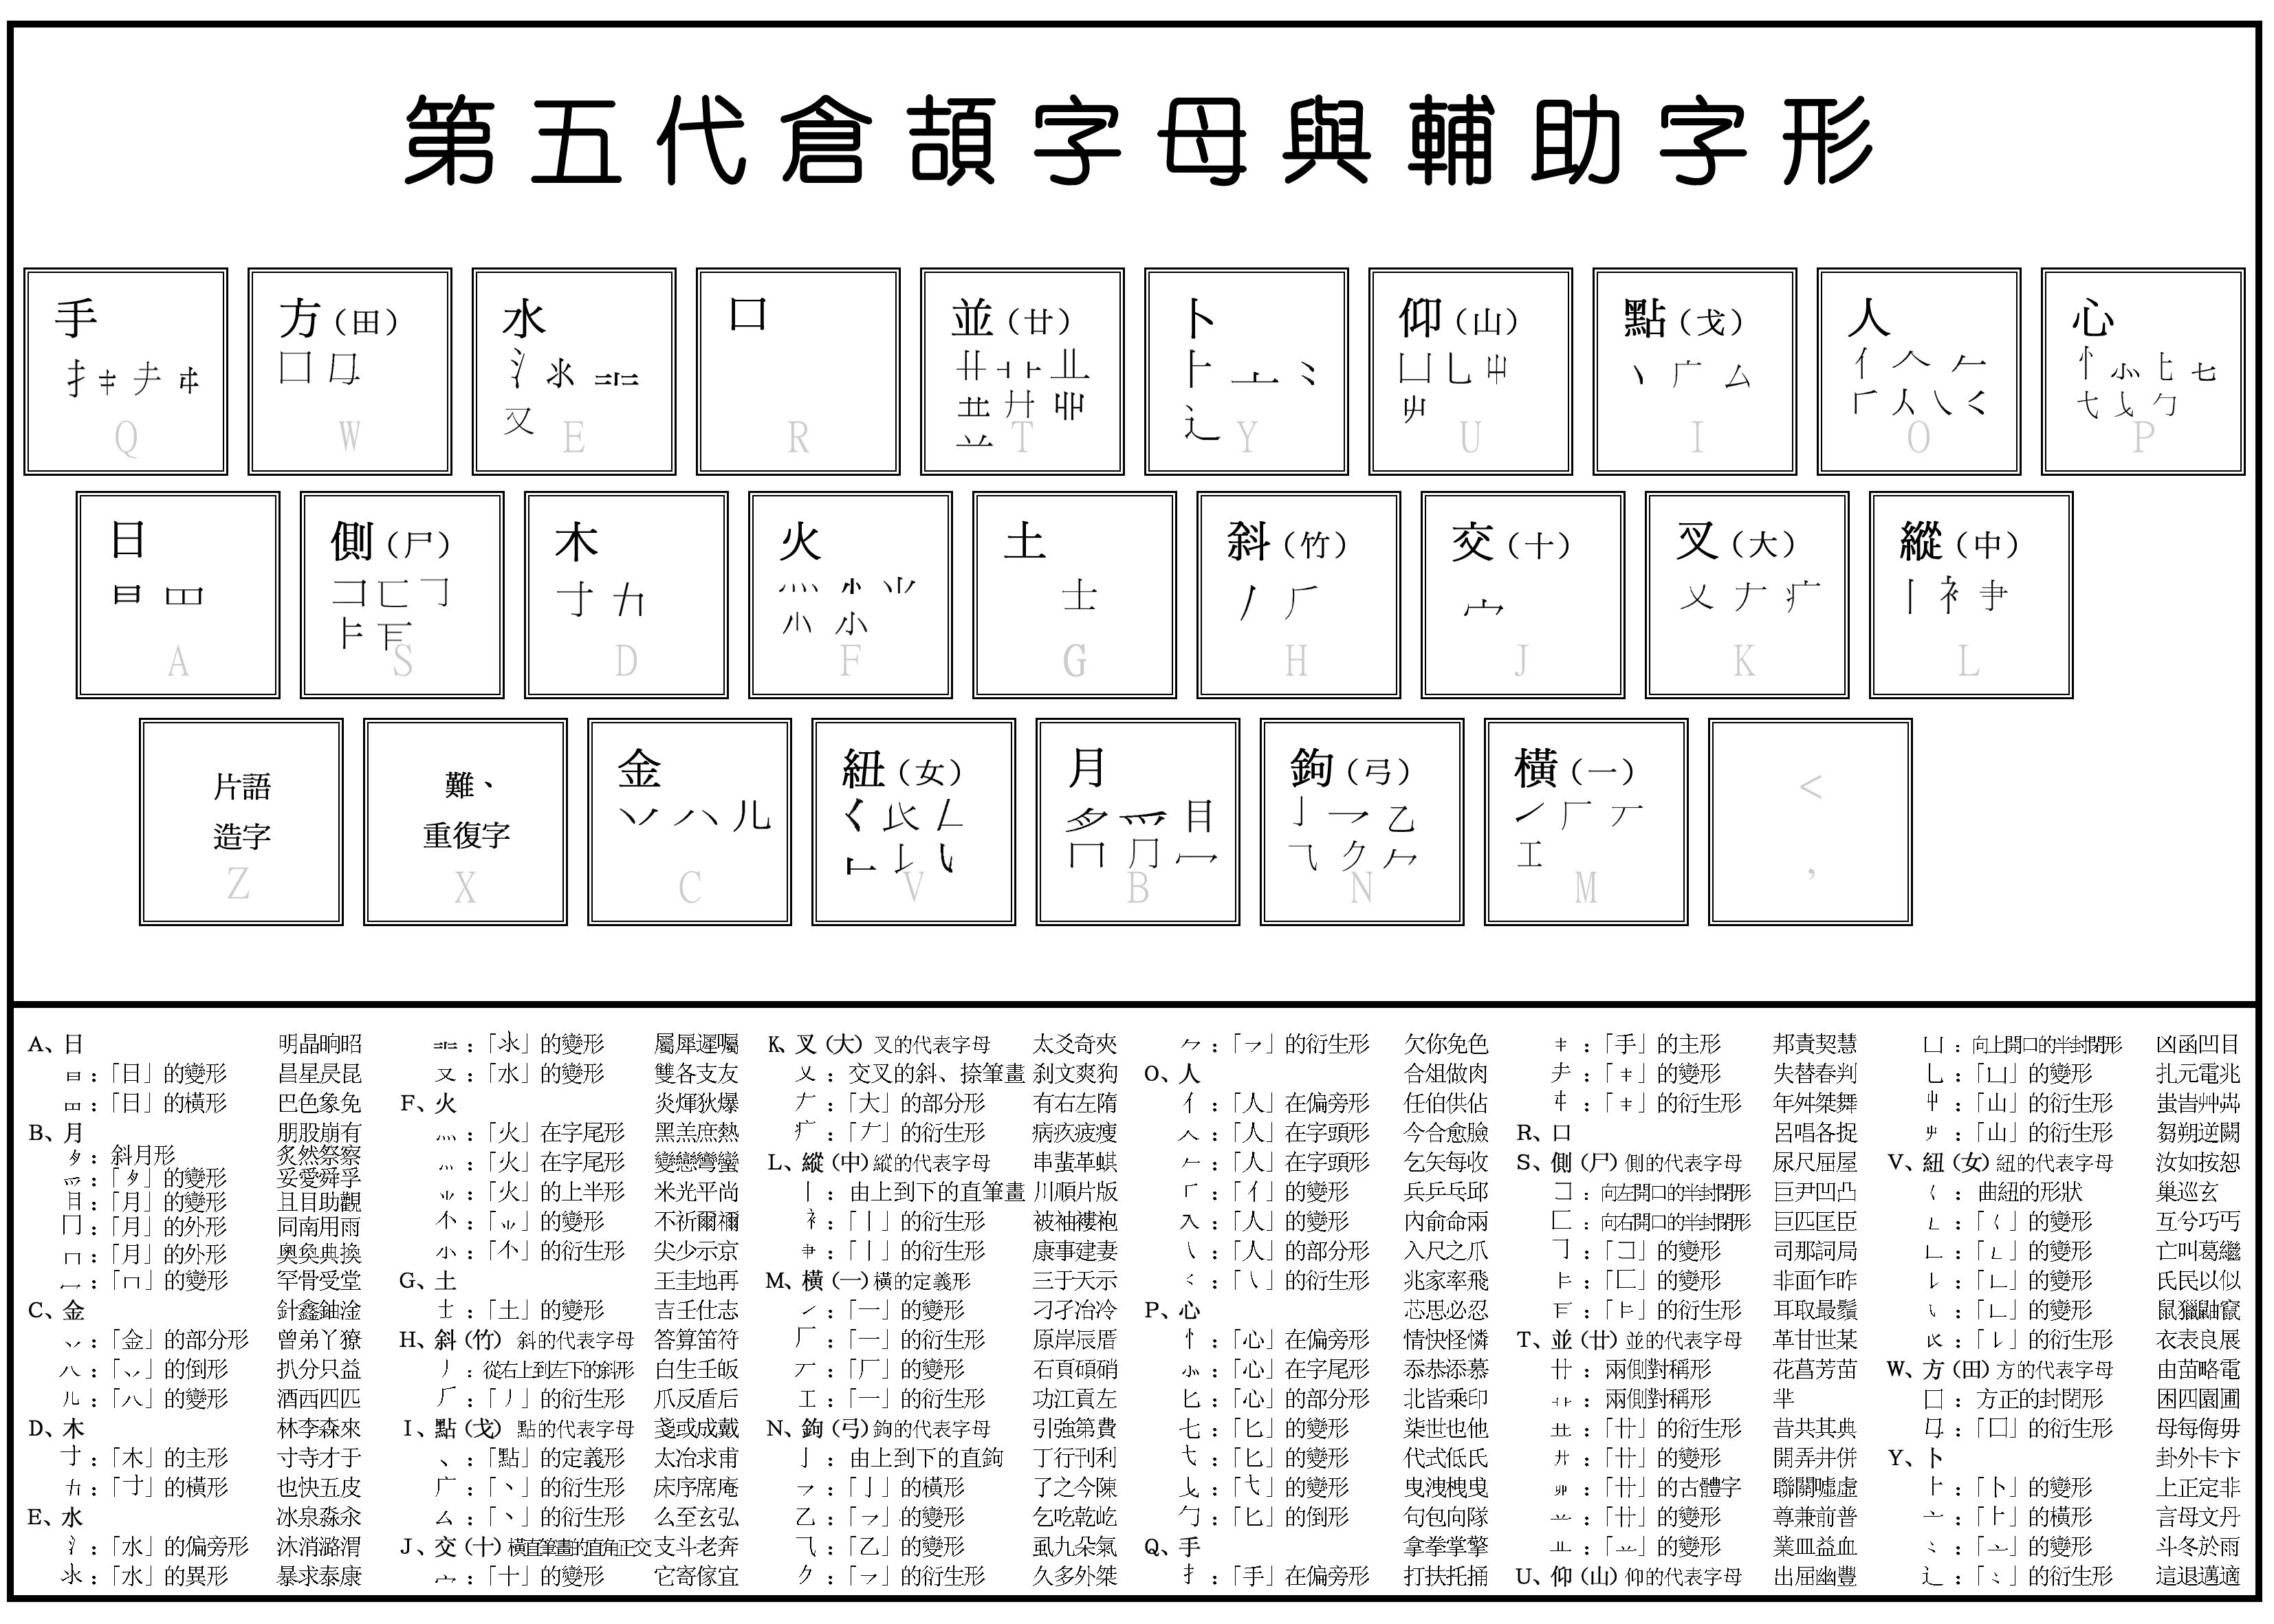 第五代倉頡字母與輔助字形
手
扌龶
Q
方（田）
囗
W
水
氵氺
又
E
口
R
並（廿）
T
卜
⺊亠⺀
辶
Y
仰（山）
凵乚屮
U
點（戈）
丶广厶
I
人
亻𠆢𠂉
O
心
忄⺗匕七
弋勹
P
日
A
側（尸）
コ匚
S
木
寸
D
火
灬
小
F
土
士
G
斜（竹）
丿𠂆
H
交（十）
宀
J
叉（大）
乂𠂇疒
K
縱（中）
丨衤
L
片語
造字
Z
難、
重復字
X
金
丷八儿
C
紐（女）
V
月
冂冖
B
鉤（弓）
亅乛乙
⺄
N
橫（一）
厂丆
工
M
<
,
A、日 明晶晌昭
：「日」的變形 昌星昃昆
：「日」的橫形 巴色象免
B、月 朋股崩有
：斜月形 炙然祭察
：「」的變形 妥愛舜孚
：「月」的變形 且目助觀
冂：「月」的外形 同南用雨
：「月」的外形 奧奐典換
冖：「」的變形 罕骨受堂
C、金 針鑫鈾淦
丷：「金」的部分形 曾弟丫獠
八：「丷」的倒形 扒分只益
儿：「八」的變形 酒西四匹
D、木 林李森來
寸：「木」的主形 寸寺才于
：「寸」的橫形 也快五皮
E、水 冰泉淼汆
氵：「水」的偏旁形 沐消潞渭
氺：「水」的異形 暴求泰康
：「氺」的變形 屬犀遲囑
又：「水」的變形 雙各支友
F、火 炎煇狄爆
灬：「火」在字尾形 黑羔庶熱
：「火」在字尾形 變戀彎蠻
：「火」的上半形 米光平尚
：「」的變形 不祈爾禰
小：「」的衍生形 尖少示京
G、土 王圭地再
士：「土」的變形 吉壬仕志
H、斜（竹）斜的代表字母 答算笛符
丿：從右上到左下的斜形 白生壬皈
𠂆：「丿」的衍生形 爪反盾后
I、點（戈）點的代表字母 戔或成戴
丶：「點」的定義形 太冶求甫
广：「丶」的衍生形 床序席庵
厶：「丶」的衍生形 么至玄弘
J、交（十）橫直筆畫的直角正交 支斗老奔
宀：「十」的變形 它寄傢宜
K、叉（大）叉的代表字母 太爻奇夾
乂：交叉的斜、捺筆畫 剎文爽狗
𠂇：「大」的部分形 有右左隋
疒：「𠂇」的衍生形 病疚疲瘦
L、縱（中）縱的代表字母 串蜚革蜞
丨：由上到下的直筆畫 川順片版
衤：「丨」的衍生形 被袖褸袍
：「丨」的衍生形 康事建妻
M、橫（一）橫的定義形 三于天示
：「一」的變形 刁孑冶冷
厂：「一」的衍生形 原岸辰厝
丆：「厂」的變形 石頁碩硝
工：「一」的衍生形 功江貢左
N、鉤（弓）鉤的代表字母 引強第費
亅：由上到下的直鉤 丁行刊利
乛：「亅」的橫形 了之今陳
乙：「乛」的變形 乞吃乾屹
⺄：「乙」的變形 虱九朵氣
：「乛」的衍生形 久多外桀
：「乛」的衍生形 欠你免色
O、人 合俎做肉
亻：「人」在偏旁形 任伯供佔
𠆢：「人」在字頭形 今合愈臉
𠂉：「人」在字頭形 乞矢每收
：「亻」的變形 兵乒乓邱
入：「人」的變形 內俞命兩
㇏：「人」的部分形 入尺之爪
：「㇏」的衍生形 兆家率飛
P、心 芯思必忍
忄：「心」在偏旁形 情快怪憐
⺗：「心」在字尾形 忝恭添慕
匕：「心」的部分形 北皆乘印
七：「匕」的變形 柒世也他
弋：「匕」的變形 代式低氏
：「弋」的變形 曳洩栧曳
勹：「匕」的倒形 句包向隊
Q、手 拿拳掌擎
扌：「手」在偏旁形 打扶托捅
：「手」的主形 邦責契慧
：「」的變形 失替春判
：「」的衍生形 年舛桀舞
R、口 呂唱各捉
S、側（尸）側的代表字母 尿尺屈屋
コ：向左開口的半封閉形 巨尹凹凸
匚：向右開口的半封閉形 巨匹匡臣
：「コ」的變形 司那詞局
：「匚」的變形 非面乍昨
：「」的衍生形 耳取最鬚
T、並（廿）並的代表字母 革甘世某
艹：兩側對稱形 花菖芳苗
：兩側對稱形 羋
龷：「艹」的衍生形 昔共其典
廾：「艹」的變形 開弄井併
：「艹」的古體字 聯關噓虛
䒑：「艹」的變形 尊兼前普
：「䒑」的變形 業皿益血
U、仰（山）仰的代表字母 出屈幽豐
凵：向上開口的半封閉形 凶函凹目
乚：「凵」的變形 扎元電兆
屮：「山」的衍生形 蚩旹艸芔
：「山」的衍生形 芻朔逆闕
V、紐（女）紐的代表字母 汝如按恕
：曲紐的形狀 巢巡玄
：「」的變形 互兮巧丐
：「」的變形 亡叫葛繼
：「」的變形 氏民以似
：「」的變形 鼠獵鼬竄
：「」的衍生形 衣表良展
W、方（田）方的代表字母 由苗略電
囗：方正的封閉形 困四園圃
：「囗」的衍生形 母每侮毋
Y、卜 卦外卡卞
⺊：「卜」的變形 上正定非
亠：「⺊」的橫形 言母文丹
⺀：「亠」的變形 斗冬於雨
辶：「⺀」的衍生形 這退邁適